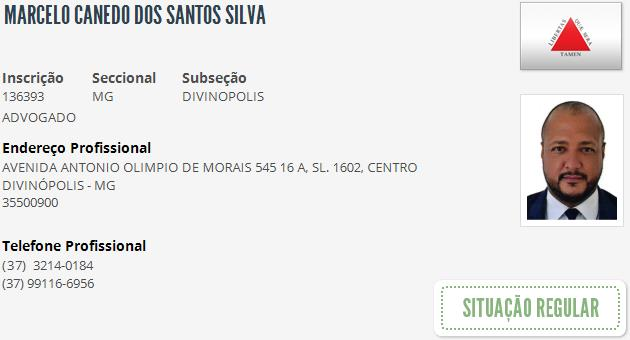 MARCELO CANEDO DOS SANTOS SILVA
LIBERTAS QUÆ SERA
TAMEN
Inscrição Seccional Subseção
136393 MG DIVINOPOLIS
ADVOGADO
Endereço Profissional
AVENIDA ANTONIO OLIMPIO DE MORAIS 545 16 A, SL. 1602, CENTRO
DIVINÓPOLIS - MG
35500900
Telefone Profissional
(37) 3214-0184
(37) 99116-6956
SITUAÇÃO REGULAR